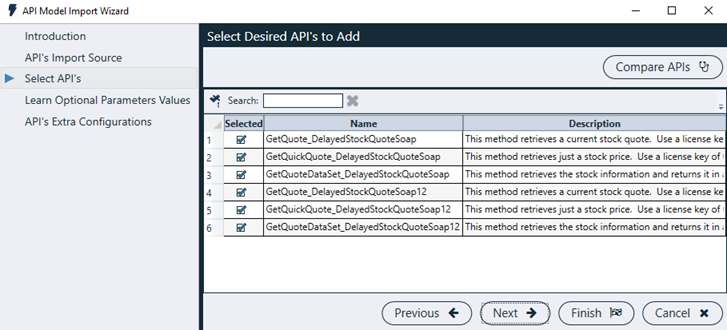 API Model Import Wizard
Introduction
API's Import Source
Select API's
Learn Optional Parameters Values
API's Extra Configurations
Select Desired API's to Add
Compare APIs
Search:
Selected Name Description
1 GetQuote_DelayedStockQuoteSoap This method retrieves a current stock quote. Use a license ke
2 GetQuickQuote_DelayedStockQuoteSoap This method retrieves just a stock price. Use a license key of
3 GetQuoteDataSet_DelayedStockQuoteSoap This method retrieves the stock information and returns it in
4 GetQuote_DelayedStockQuoteSoap12 This method retrieves a current stock quote. Use a license ke
5 GetQuickQuote_DelayedStockQuoteSoap12 This method retrieves just a stock price. Use a license key of
6 GetQuoteDataSet_DelayedStockQuoteSoap12 This method retrieves the stock information and returns it in
Previous Next Finish Cancel